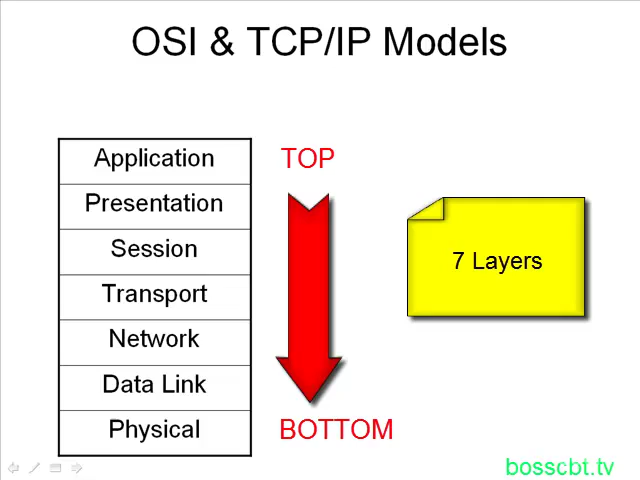 OSI & TCP/IP Models
Application
Presentation
Session
Transport
Network
Data Link
Physical
TOP
BOTTOM
7 Layers
bosscbt.tv